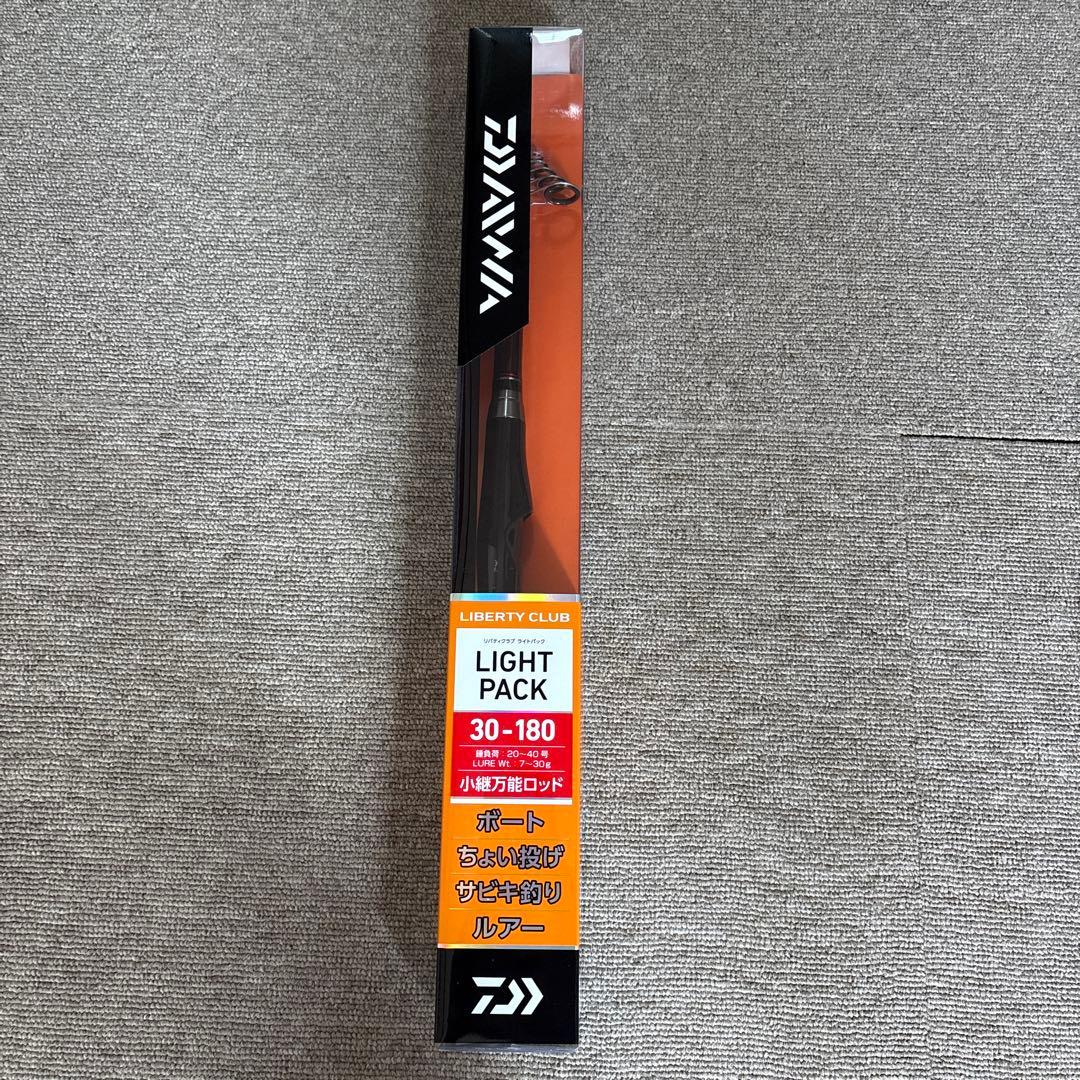 DAIWA
LIBERTY CLUB
リバティクラブ ライトパック
LIGHT
PACK
30-180
錘負荷：20〜40号
LURE Wt.：7〜30g
小継万能ロッド
ボート
ちょい投げ
サビキ釣り
ルアー